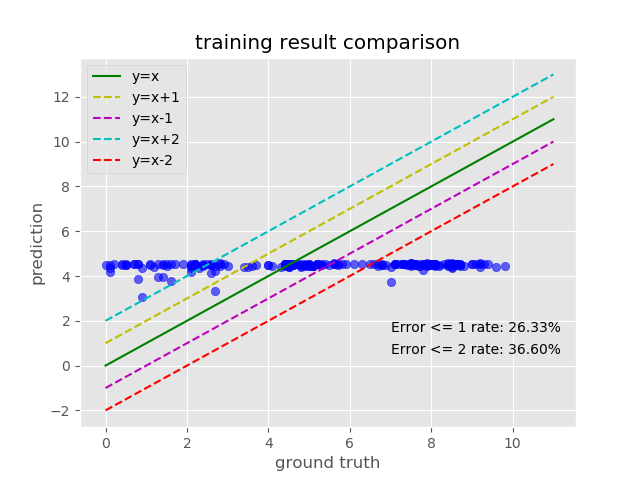 training result comparison
y=x
y=x+1
y=x-1
y=x+2
y=x-2
12
10
8
6
4
2
0
−2
prediction
Error <= 1 rate: 26.33%
Error <= 2 rate: 36.60%
0 2 4 6 8 10
ground truth